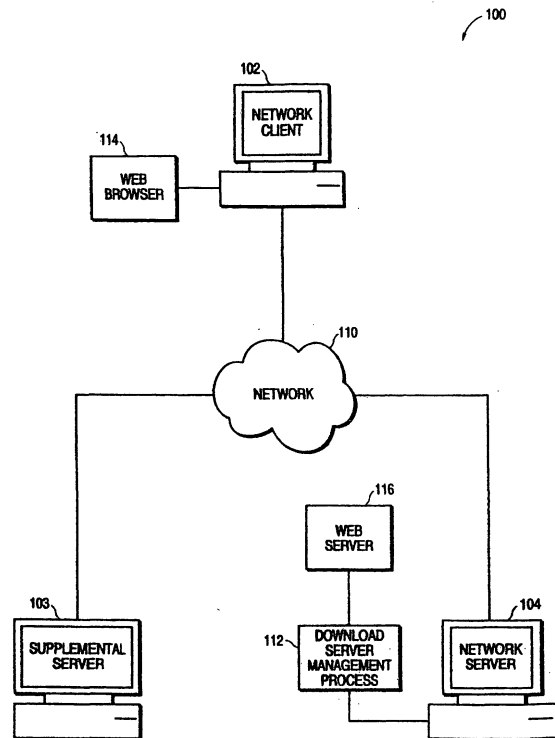 100
102
NETWORK
CLIENT
114
WEB
BROWSER
110
NETWORK
116
WEB
SERVER
103
SUPPLEMENTAL
SERVER
112
DOWNLOAD
SERVER
MANAGEMENT
PROCESS
104
NETWORK
SERVER